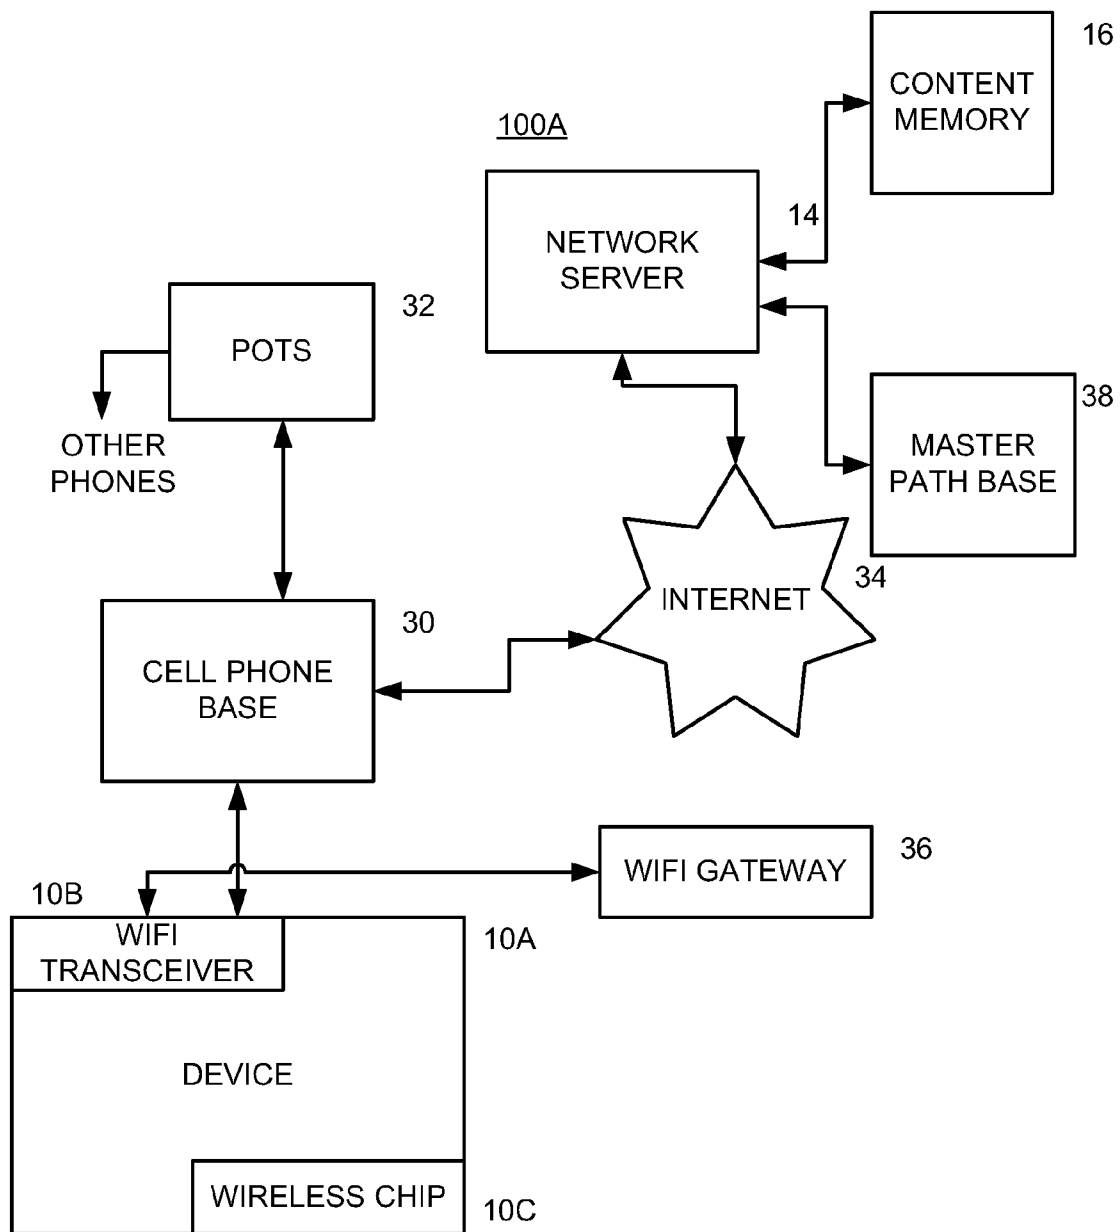 16
CONTENT
MEMORY
100A
14
NETWORK
SERVER
32
POTS
38
OTHER
PHONES
MASTER
PATH BASE
34
INTERNET
30
CELL PHONE
BASE
36
WIFI GATEWAY
10B
10A
WIFI
TRANSCEIVER
DEVICE
WIRELESS CHIP
10C